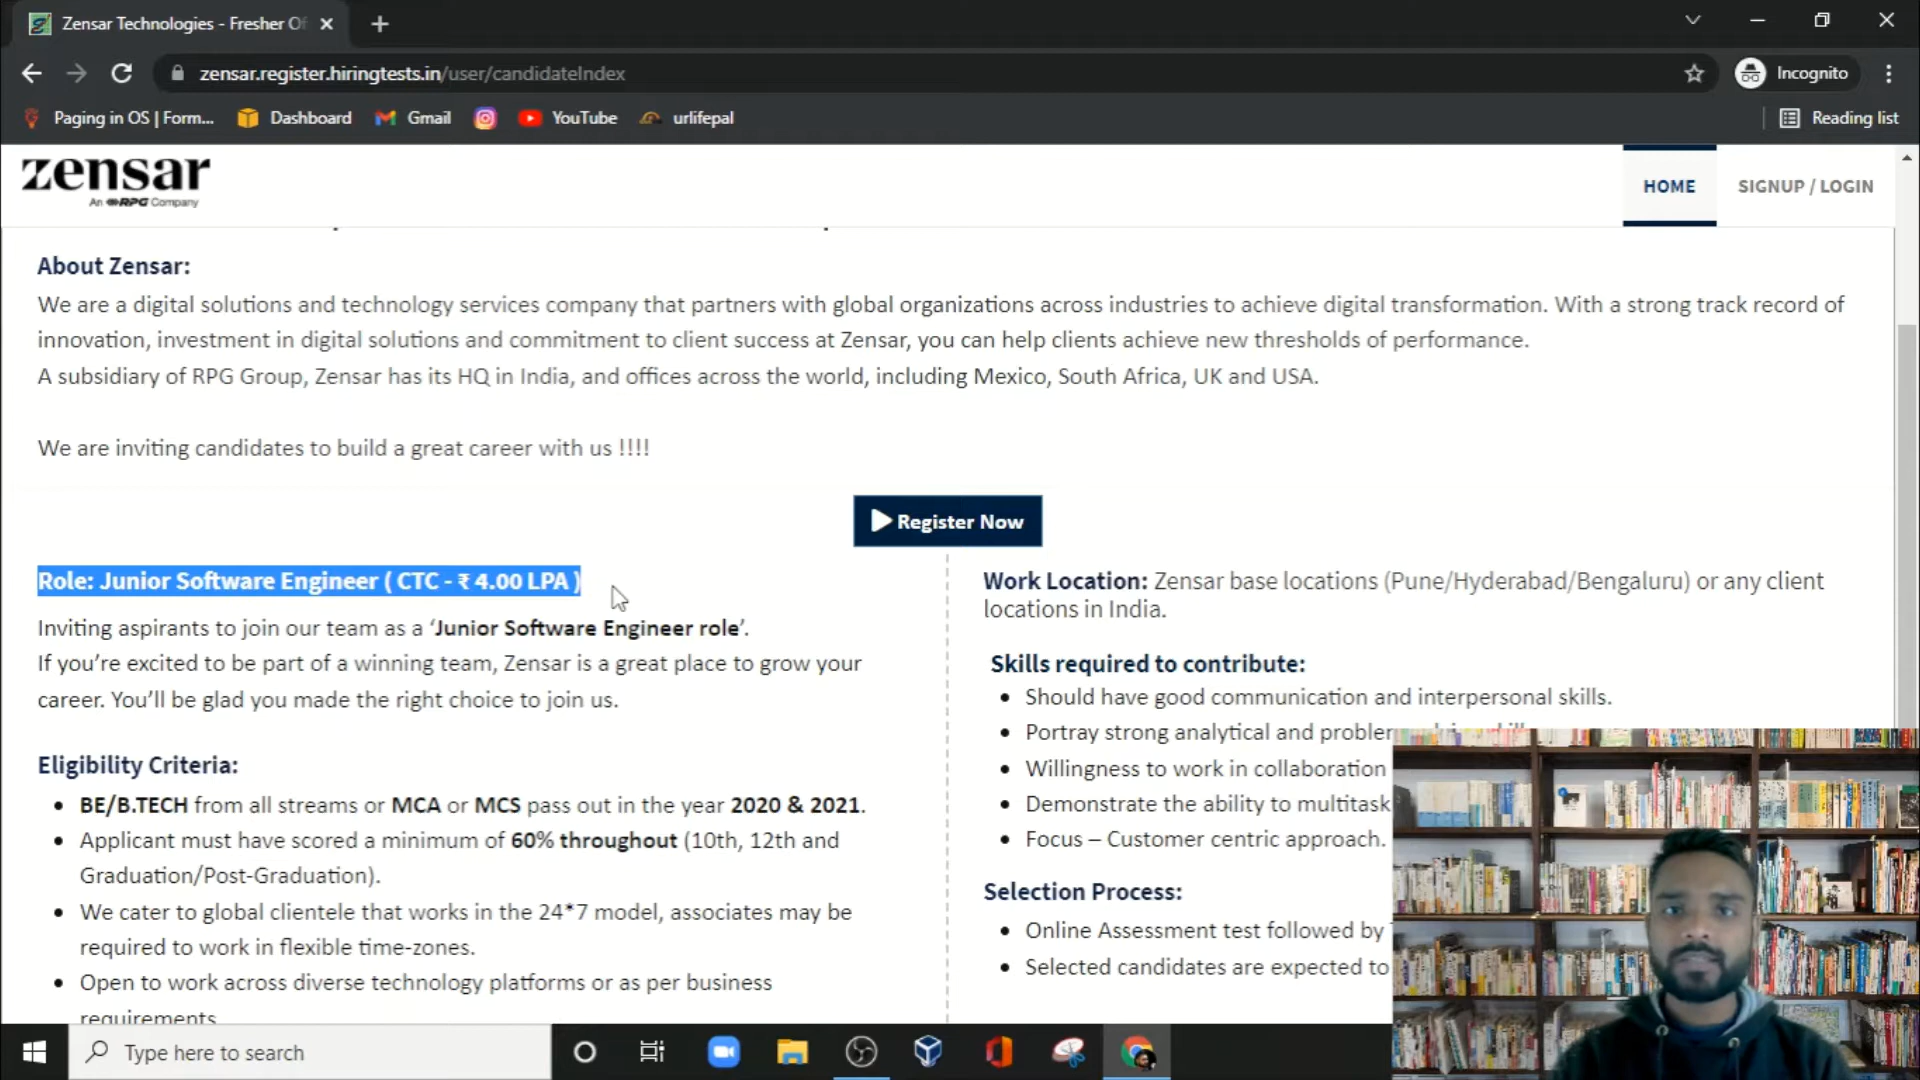 Zensar Technologies - Fresher Of
zensar.register.hiringtests.in/user/candidateIndex
Incognito
Paging in OS | Form...
Dashboard
Gmail
YouTube
urlifepal
Reading list
zensar
An RPG Company
HOME
SIGNUP / LOGIN
About Zensar:
We are a digital solutions and technology services company that partners with global organizations across industries to achieve digital transformation. With a strong track record of
innovation, investment in digital solutions and commitment to client success at Zensar, you can help clients achieve new thresholds of performance.
A subsidiary of RPG Group, Zensar has its HQ in India, and offices across the world, including Mexico, South Africa, UK and USA.
We are inviting candidates to build a great career with us !!!!
Register Now
Role: Junior Software Engineer ( CTC - ₹ 4.00 LPA )
Inviting aspirants to join our team as a ‘Junior Software Engineer role’.
If you’re excited to be part of a winning team, Zensar is a great place to grow your
career. You’ll be glad you made the right choice to join us.
Eligibility Criteria:
• BE/B.TECH from all streams or MCA or MCS pass out in the year 2020 & 2021.
• Applicant must have scored a minimum of 60% throughout (10th, 12th and
Graduation/Post-Graduation).
• We cater to global clientele that works in the 24*7 model, associates may be
required to work in flexible time-zones.
• Open to work across diverse technology platforms or as per business
requirements
Work Location: Zensar base locations (Pune/Hyderabad/Bengaluru) or any client
locations in India.
Skills required to contribute:
• Should have good communication and interpersonal skills.
• Portray strong analytical and
• Willingness to work in collaboration
• Demonstrate the ability to multitask
• Focus – Customer centric approach.
Selection Process:
• Online Assessment test followed by
• Selected candidates are expected to
Type here to search